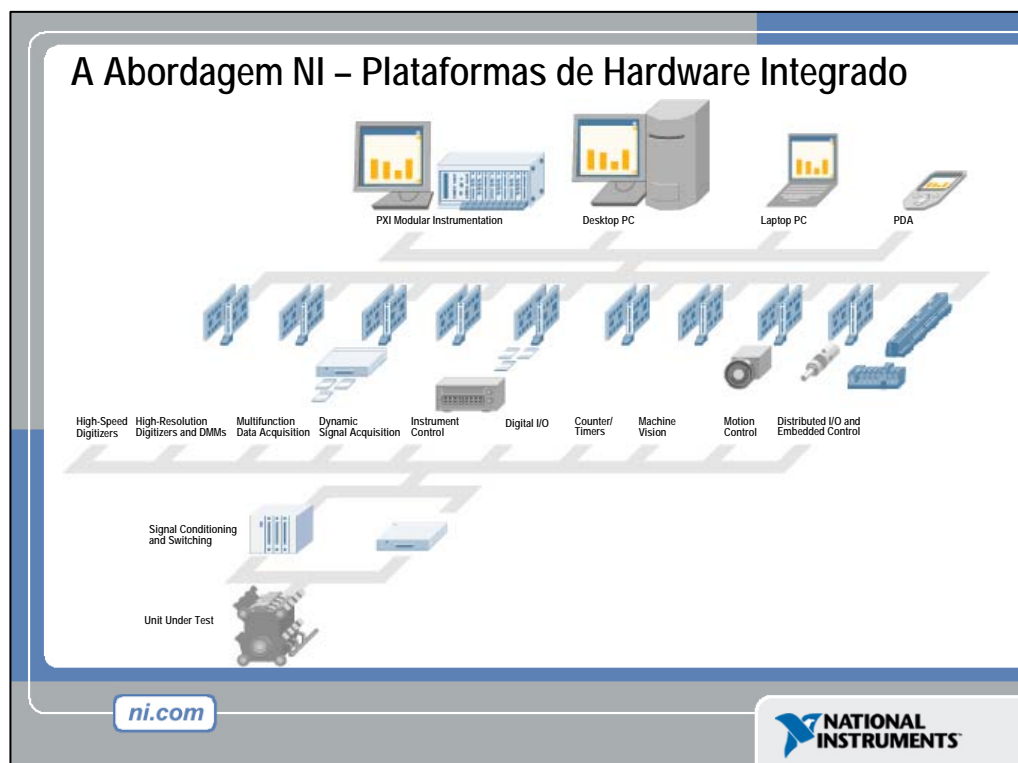 A Abordagem NI – Plataformas de Hardware Integrado
PXI Modular Instrumentation
Desktop PC
Laptop PC
PDA
High-Speed
Digitizers
High-Resolution
Digitizers and DMMs
Multifunction
Data Acquisition
Dynamic
Signal Acquisition
Instrument
Control
Digital I/O
Counter/
Timers
Machine
Vision
Motion
Control
Distributed I/O and
Embedded Control
Signal Conditioning
and Switching
Unit Under Test
ni.com
NATIONAL
INSTRUMENTS™